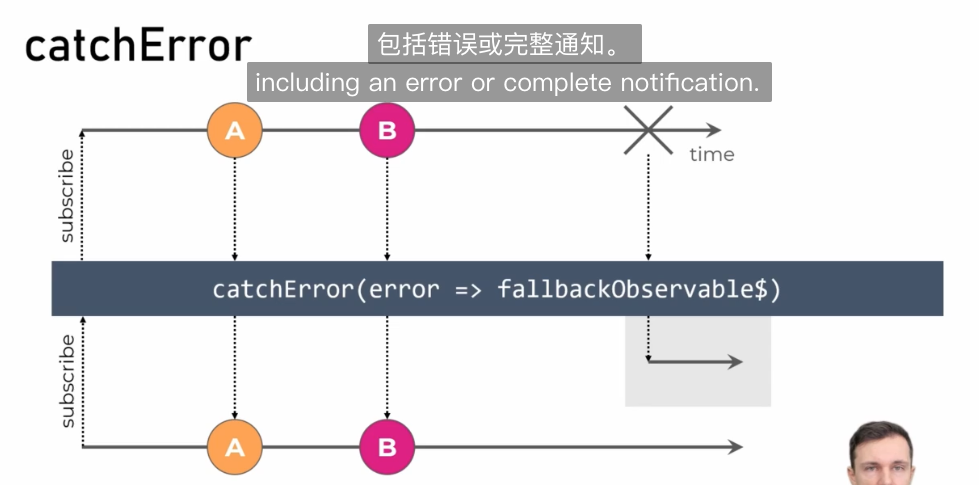 catchError
包括错误或完整通知。
including an error or complete notification.
A
B
time
subscribe
catchError(error => fallbackObservable$)
subscribe
A
B